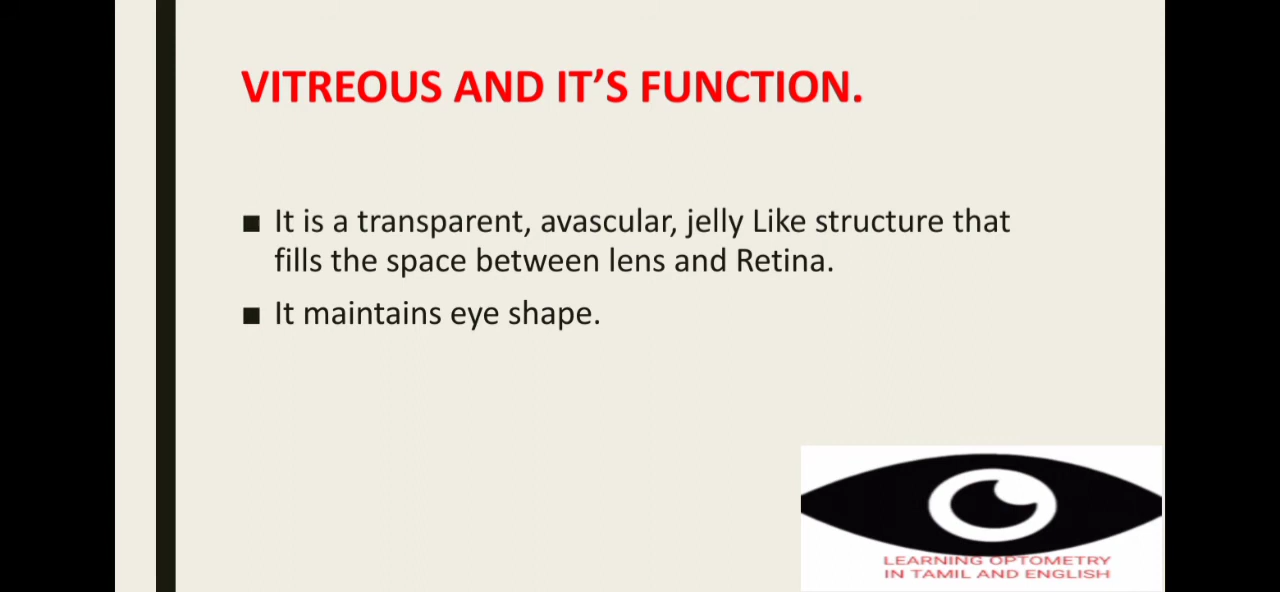 VITREOUS AND IT’S FUNCTION.
■ It is a transparent, avascular, jelly Like structure that
fills the space between lens and Retina.
■ It maintains eye shape.
LEARNING OPTOMETRY
IN TAMIL AND ENGLISH